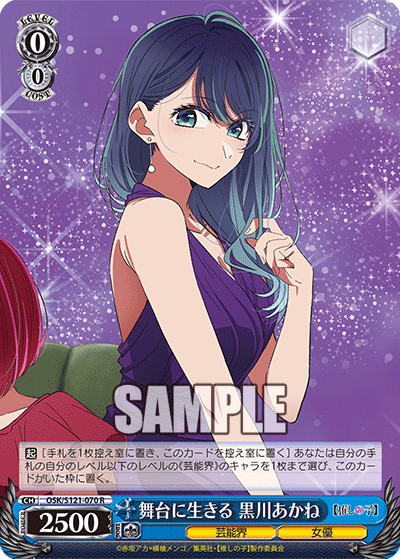 LEVEL
0
0
COST
SAMPLE
起 [手札を1枚控え室に置き、このカードを控え室に置く] あなたは自分の手
札の自分のレベル以下のレベルの《芸能界》のキャラを1枚まで選び、このカー
ドがいた枠に置く。
CH OSK/S121-070 R
舞台に生きる 黒川あかね
【推しの子】
2500
芸能界
女優
©赤坂アカ×横槍メンゴ／集英社・【推しの子】製作委員会